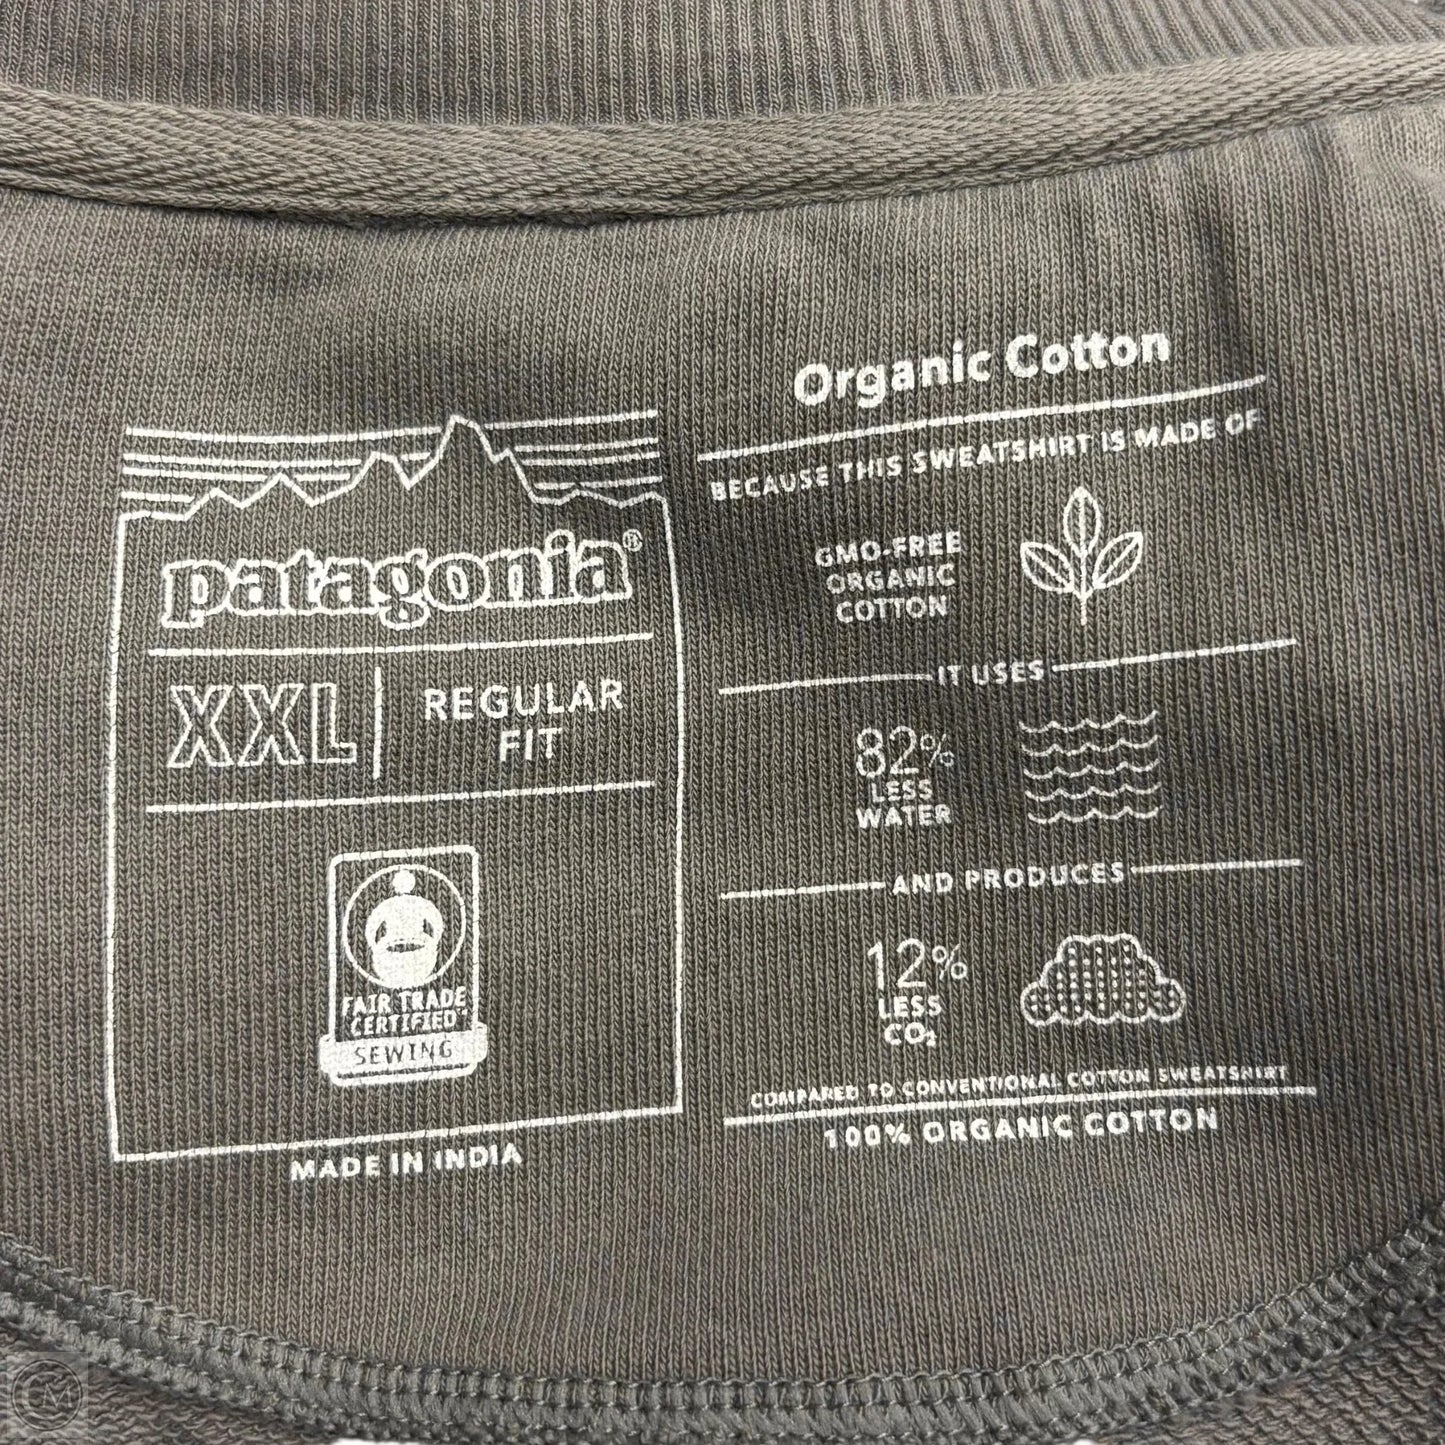 patagonia®
XXL
REGULAR
FIT
FAIR TRADE
CERTIFIED™
SEWING
MADE IN INDIA
Organic Cotton
BECAUSE THIS SWEATSHIRT IS MADE OF
GMO-FREE
ORGANIC
COTTON
IT USES
82%
LESS
WATER
AND PRODUCES
12%
LESS
CO₂
COMPARED TO CONVENTIONAL COTTON SWEATSHIRT
100% ORGANIC COTTON
CM